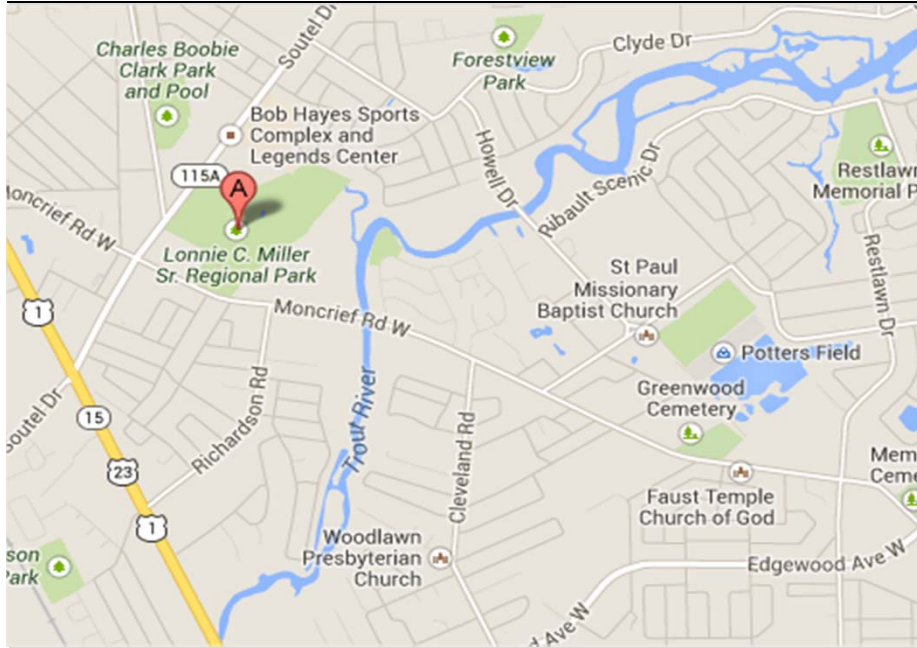 Soutel Dr
Charles Boobie
Clark Park
and Pool
Forestview
Park
Clyde Dr
Bob Hayes Sports
Complex and
Legends Center
115A
A
Howell Dr
Ribault Scenic Dr
Restlawn
Memorial P
Moncrief Rd W
Lonnie C. Miller
Sr. Regional Park
St Paul
Missionary
Baptist Church
Restlawn Dr
1
Moncrief Rd W
Potters Field
Greenwood
Cemetery
Soutel Dr
15
Richardson Rd
Trout River
Cleveland Rd
23
Mem
Ceme
Faust Temple
Church of God
1
Woodlawn
Presbyterian
Church
son
ark
Edgewood Ave W
d Ave W